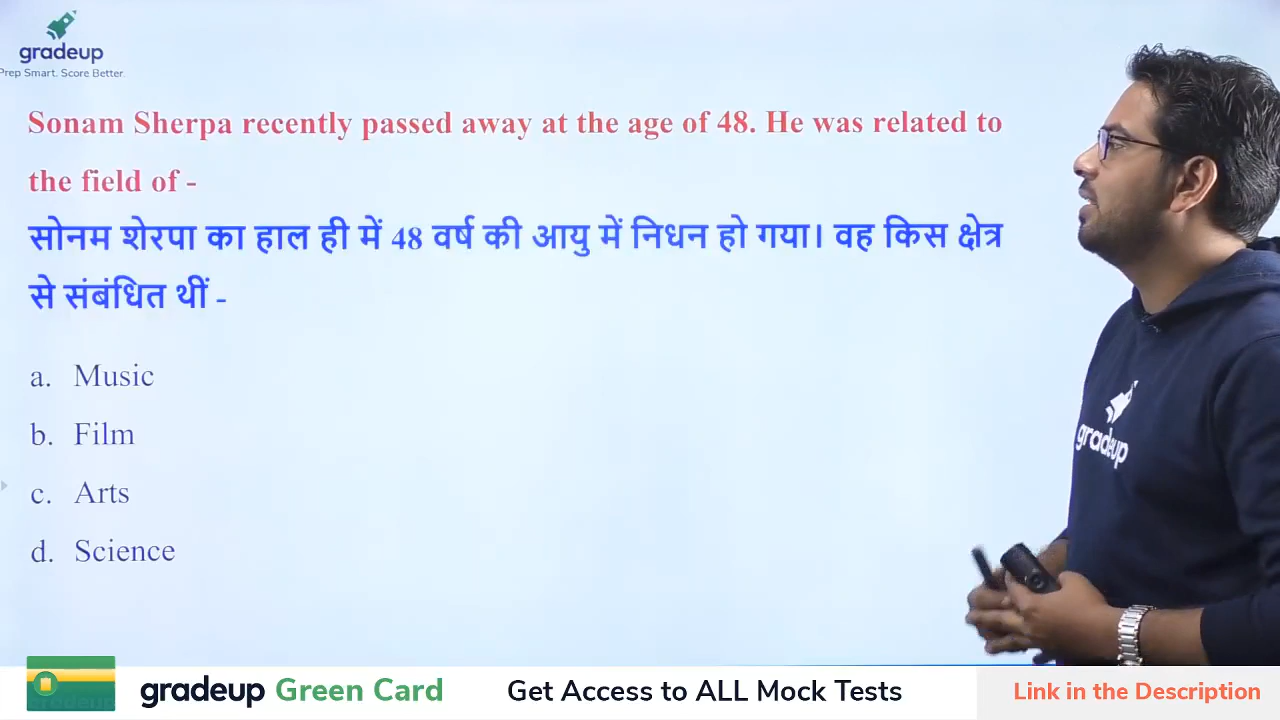 gradeup
Prep Smart. Score Better.
Sonam Sherpa recently passed away at the age of 48. He was related to
the field of -
सोनम शेरपा का हाल ही में 48 वर्ष की आयु में निधन हो गया। वह किस क्षेत्र
से संबंधित थीं -
a. Music
b. Film
c. Arts
d. Science
gradeup
gradeup Green Card
Get Access to ALL Mock Tests
Link in the Description